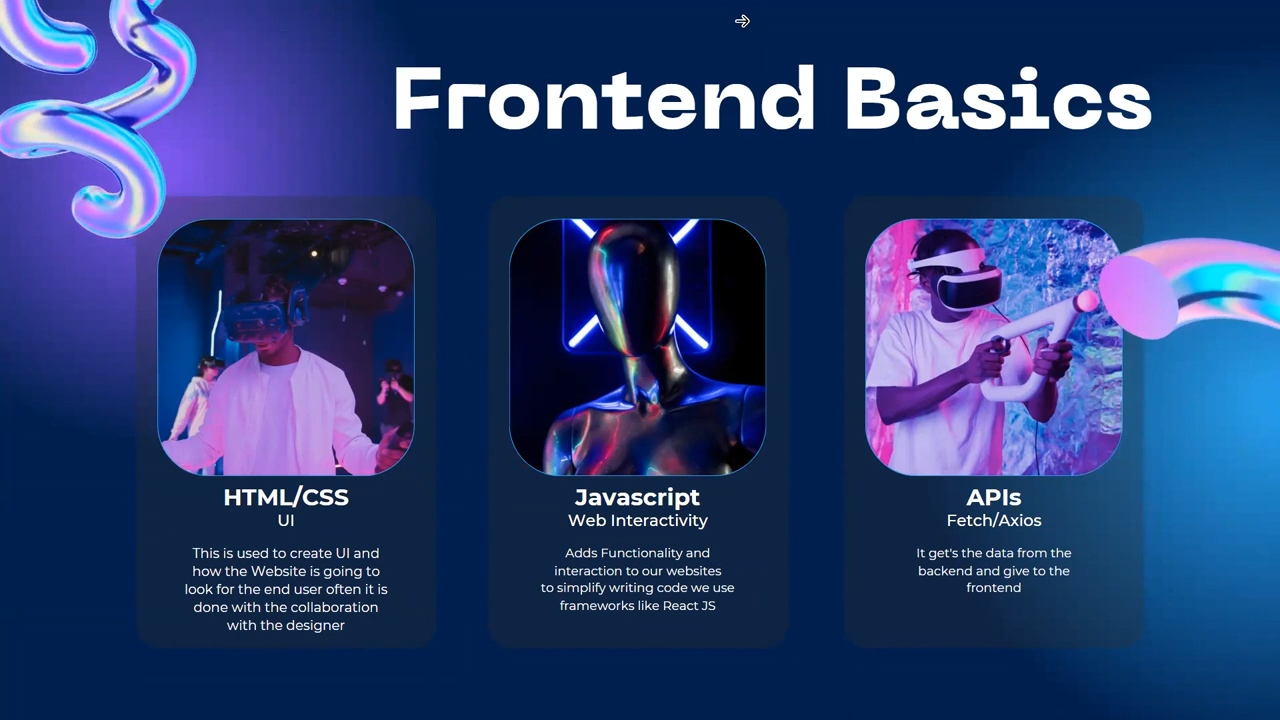 Frontend Basics
HTML/CSS
UI
This is used to create UI and
how the Website is going to
look for the end user often it is
done with the collaboration
with the designer
Javascript
Web Interactivity
Adds Functionality and
interaction to our websites
to simplify writing code we use
frameworks like React JS
APIs
Fetch/Axios
It get's the data from the
backend and give to the
frontend